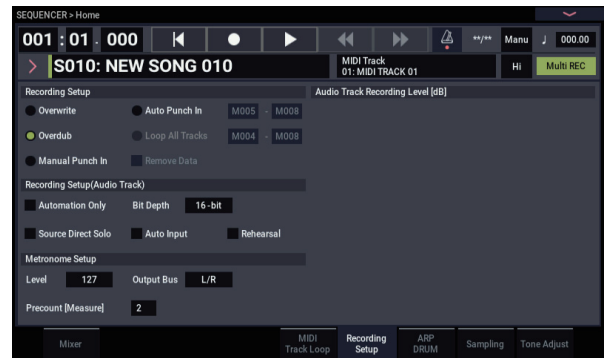 SEQUENCER > Home
001 : 01 . 000 **/** Manu ♩ 000.00
S010: NEW SONG 010 MIDI Track 01: MIDI TRACK 01 Hi Multi REC
Recording Setup Audio Track Recording Level [dB]
Overwrite Auto Punch In M005 - M008
Overdub Loop All Tracks M004 - M008
Manual Punch In Remove Data
Recording Setup(Audio Track)
Automation Only Bit Depth 16-bit
Source Direct Solo Auto Input Rehearsal
Metronome Setup
Level 127 Output Bus L/R
Precount [Measure] 2
Mixer MIDI Track Loop Recording Setup ARP DRUM Sampling Tone Adjust